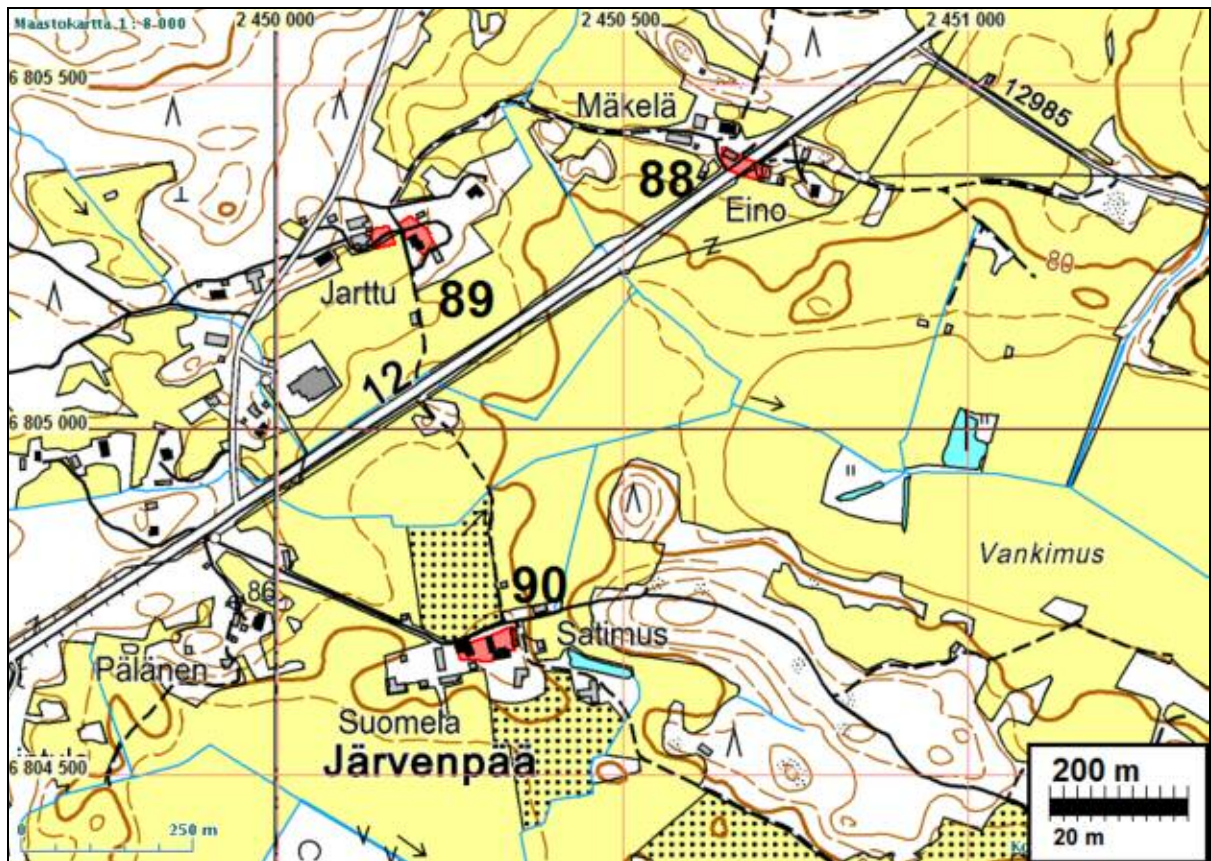 Maastokartta 1 : 8 000
2 450 000
2 450 500
2 451 000
6 805 500
12985
Mäkelä
88
Eino
80
Jarttu
89
12
6 805 000
Vankimus
90
86
Satimus
Pälänen
Suomela
Järvenpää
6 804 500
200 m
20 m
0
250 m